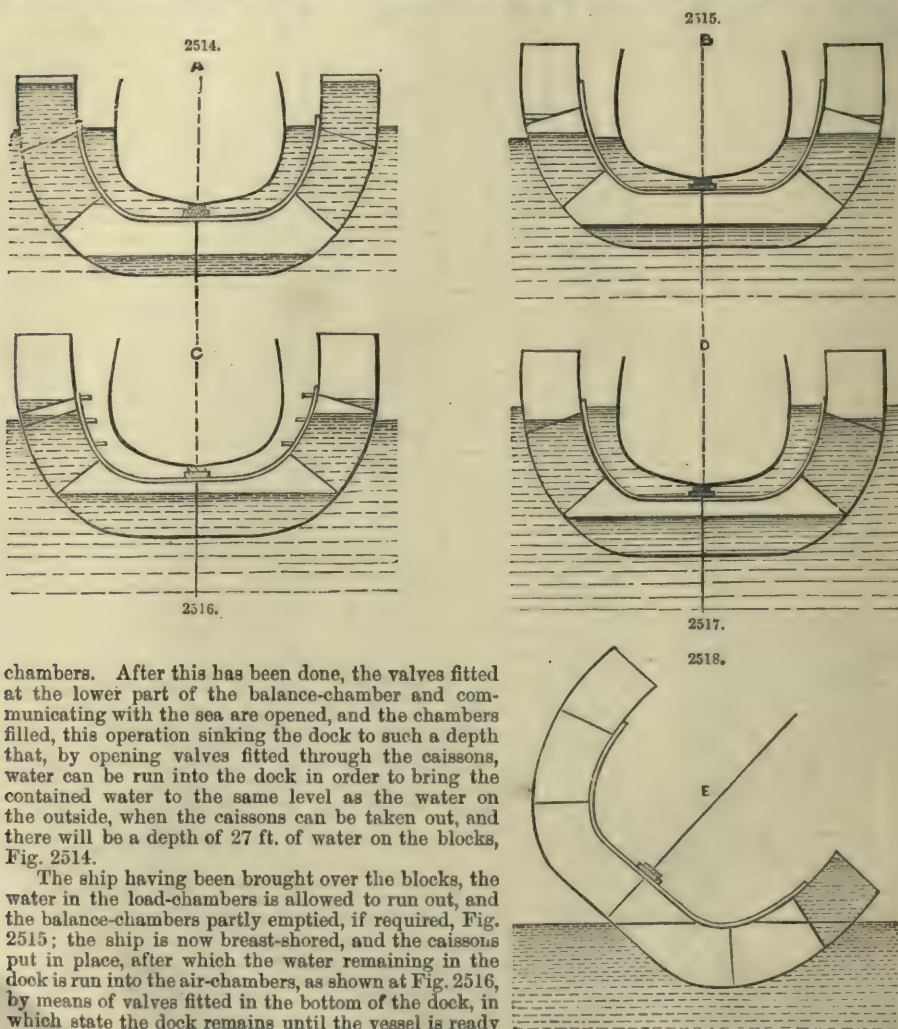 2514.
A
2515.
B
C
2516.
D
2517.
2518.
E
chambers. After this has been done, the valves fitted
at the lower part of the balance-chamber and com-
municating with the sea are opened, and the chambers
filled, this operation sinking the dock to such a depth
that, by opening valves fitted through the caissons,
water can be run into the dock in order to bring the
contained water to the same level as the water on
the outside, when the caissons can be taken out, and
there will be a depth of 27 ft. of water on the blocks,
Fig. 2514.
The ship having been brought over the blocks, the
water in the load-chambers is allowed to run out, and
the balance-chambers partly emptied, if required, Fig.
2515; the ship is now breast-shored, and the caissons
put in place, after which the water remaining in the
dock is run into the air-chambers, as shown at Fig. 2516,
by means of valves fitted in the bottom of the dock, in
which state the dock remains until the vessel is ready